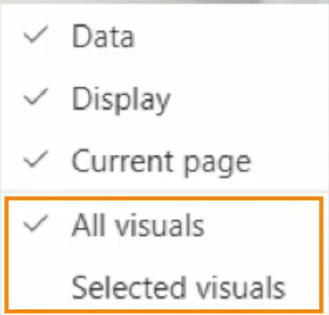 Data
Display
Current page
All visuals
Selected visuals